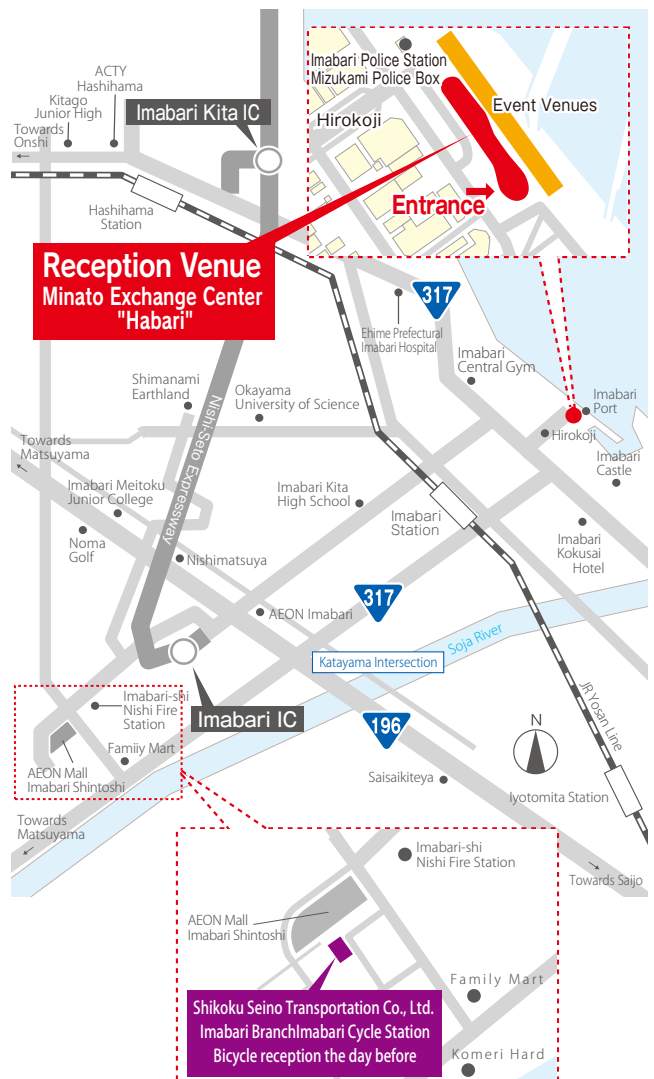 ACTY
Hashihama
Kitago
Junior High
Towards
Onshi
Imabari Kita IC
Hashihama
Station
Imabari Police Station
Mizukami Police Box
Event Venues
Hirokoji
Entrance
Reception Venue
Minato Exchange Center
"Habari"
317
Ehime Prefectural
Imabari Hospital
Imabari
Central Gym
Shimanami
Earthland
Okayama
University of Science
Imabari
Port
Hirokoji
Imabari
Castle
Towards
Matsuyama
Nishi-Seto Expressway
Imabari Meitoku
Junior College
Imabari Kita
High School
Imabari
Station
Noma
Golf
Nishimatsuya
Imabari
Kokusai
Hotel
317
AEON Imabari
Soja River
Katayama Intersection
Imabari IC
JR Yosan Line
Imabari-shi
Nishi Fire
Station
Famiiy Mart
AEON Mall
Imabari Shintoshi
196
N
Saisaikiteya
Iyotomita Station
Towards
Matsuyama
Towards Saijo
Imabari-shi
Nishi Fire Station
AEON Mall
Imabari Shintoshi
Family Mart
Shikoku Seino Transportation Co., Ltd.
Imabari BranchImabari Cycle Station
Bicycle reception the day before
Komeri Hard